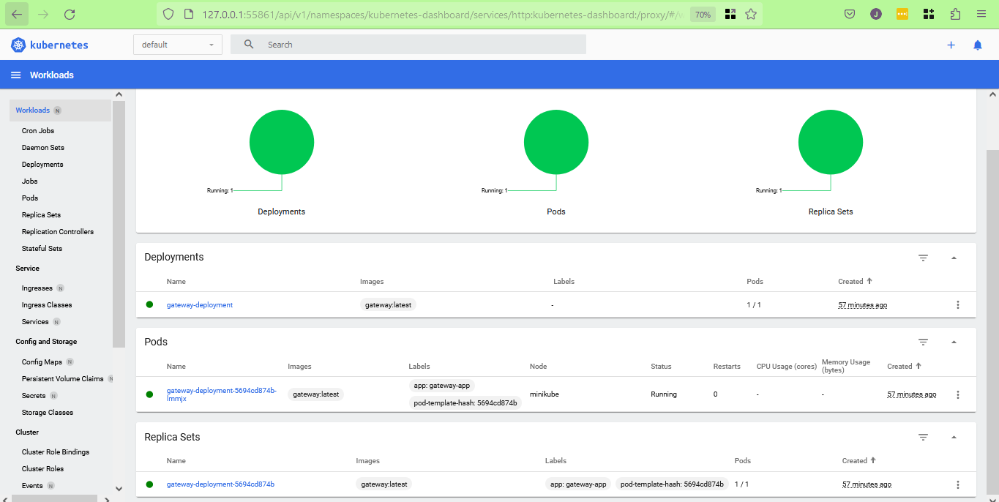 127.0.0.1:55861/api/v1/namespaces/kubernetes-dashboard/services/http:kubernetes-dashboard:/proxy/#/w
70%
J
kubernetes
default
Search
Workloads
Workloads N
Cron Jobs
Daemon Sets
Deployments
Jobs
Pods
Replica Sets
Replication Controllers
Stateful Sets
Service
Ingresses N
Ingress Classes
Services N
Config and Storage
Config Maps N
Persistent Volume Claims N
Secrets N
Storage Classes
Cluster
Cluster Role Bindings
Cluster Roles
Events N
Running: 1
Running: 1
Running: 1
Deployments
Pods
Replica Sets
Deployments
Name Images Labels Pods Created
gateway-deployment gateway:latest - 1 / 1 57 minutes ago
Pods
Name Images Labels Node Status Restarts CPU Usage (cores) Memory Usage (bytes) Created
gateway-deployment-5694cd874b-lmmjx gateway:latest app: gateway-app pod-template-hash: 5694cd874b minikube Running 0 - - 57 minutes ago
Replica Sets
Name Images Labels Pods Created
gateway-deployment-5694cd874b gateway:latest app: gateway-app pod-template-hash: 5694cd874b 1 / 1 57 minutes ago